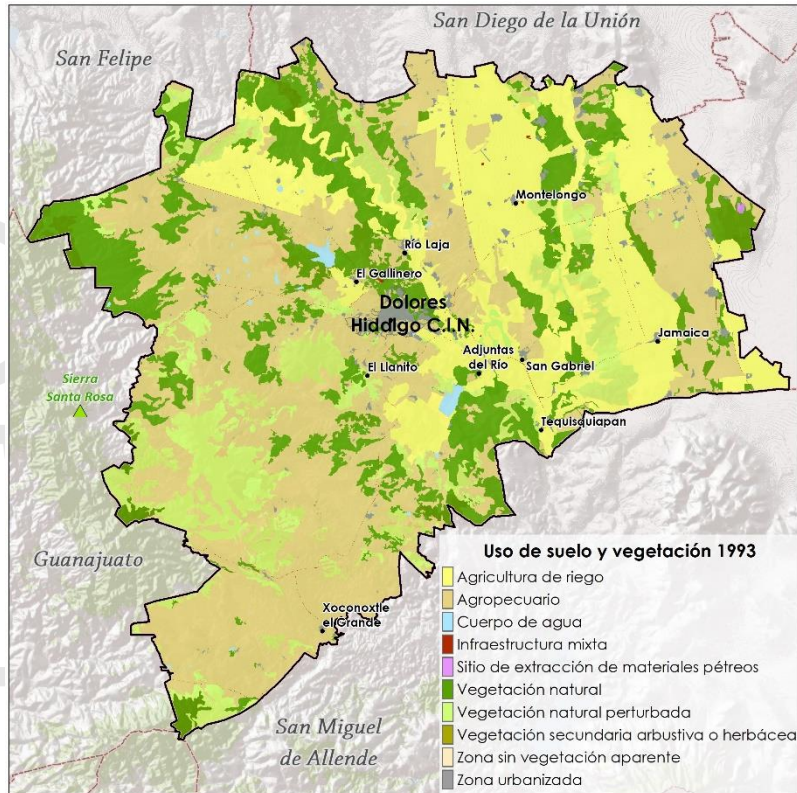 San Diego de la Unión
San Felipe
Montelongo
Río Laja
El Gallinero
Dolores
Hidalgo C.I.N.
Jamaica
Adjuntas
del Río
San Gabriel
El Llanito
Sierra
Santa Rosa
Tequisquiapan
Guanajuato
Xoconoxtle
el Grande
San Miguel
de Allende
Uso de suelo y vegetación 1993
Agricultura de riego
Agropecuario
Cuerpo de agua
Infraestructura mixta
Sitio de extracción de materiales pétreos
Vegetación natural
Vegetación natural perturbada
Vegetación secundaria arbustiva o herbácea
Zona sin vegetación aparente
Zona urbanizada